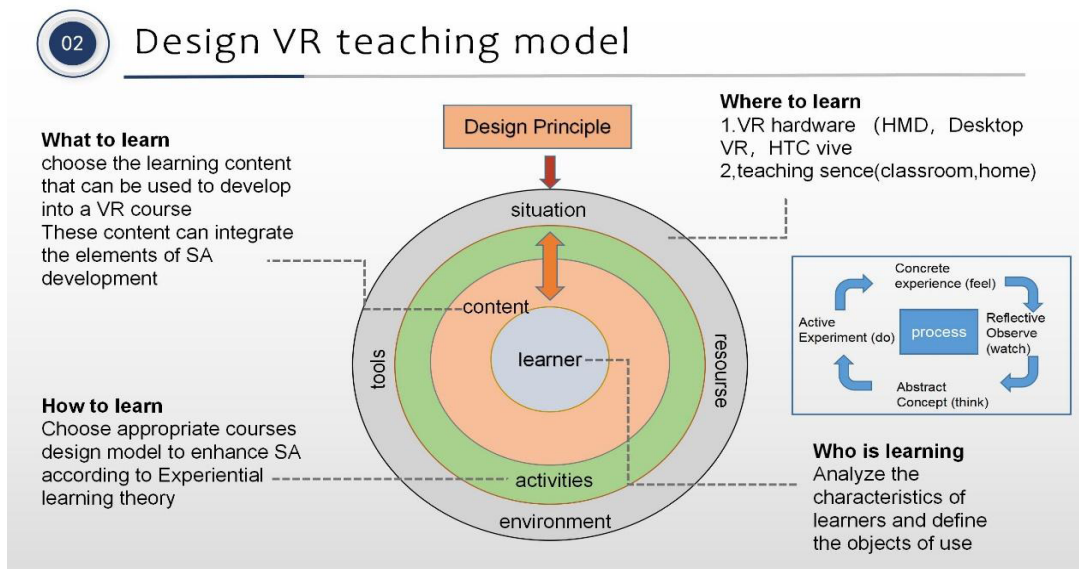 02
Design VR teaching model
Design Principle
What to learn
choose the learning content
that can be used to develop
into a VR course
These content can integrate
the elements of SA
development
How to learn
Choose appropriate courses
design model to enhance SA
according to Experiential
learning theory
situation
content
learner
tools
resourse
activities
environment
Where to learn
1.VR hardware （HMD，Desktop
VR，HTC vive
2,teaching sence(classroom,home)
Concrete
experience (feel)
Active
Experiment (do)
process
Reflective
Observe
(watch)
Abstract
Concept (think)
Who is learning
Analyze the
characteristics of
learners and define
the objects of use